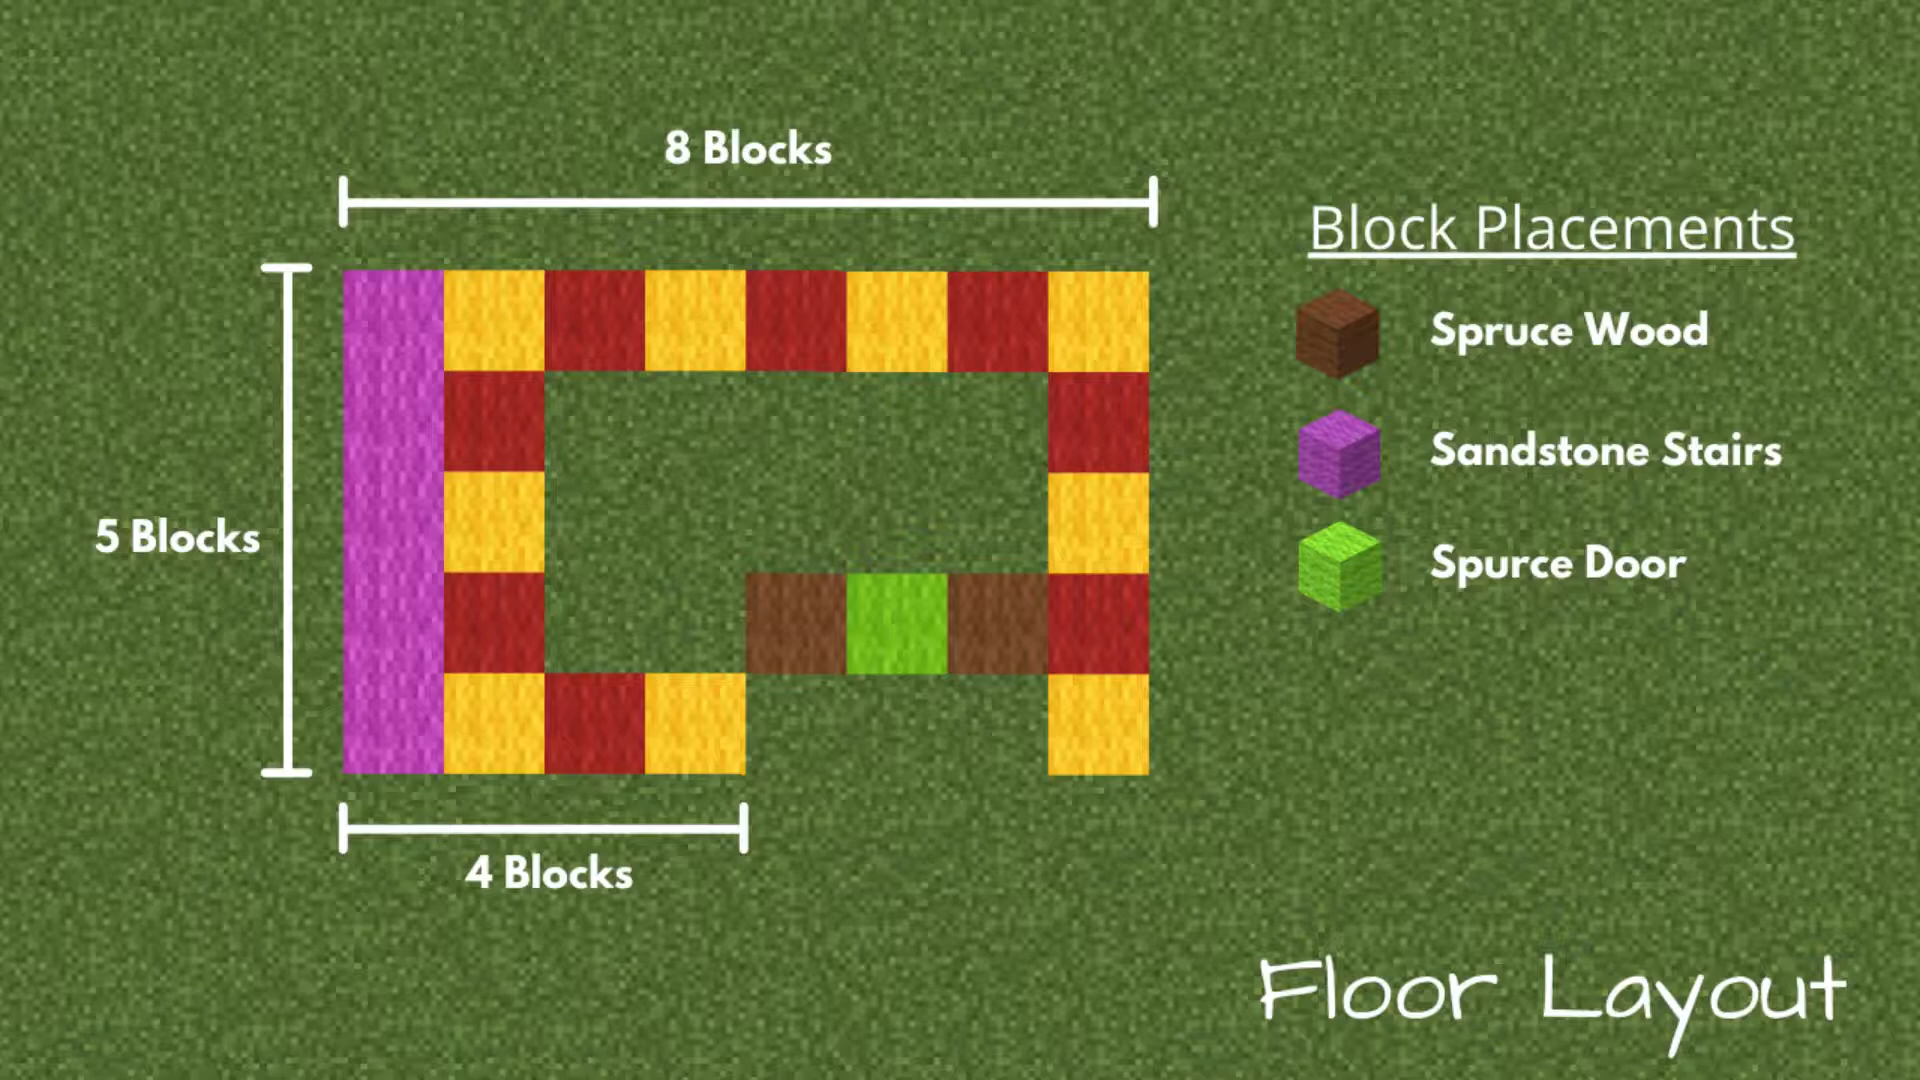 8 Blocks
Block Placements
Spruce Wood
Sandstone Stairs
5 Blocks
Spurce Door
4 Blocks
Floor Layout